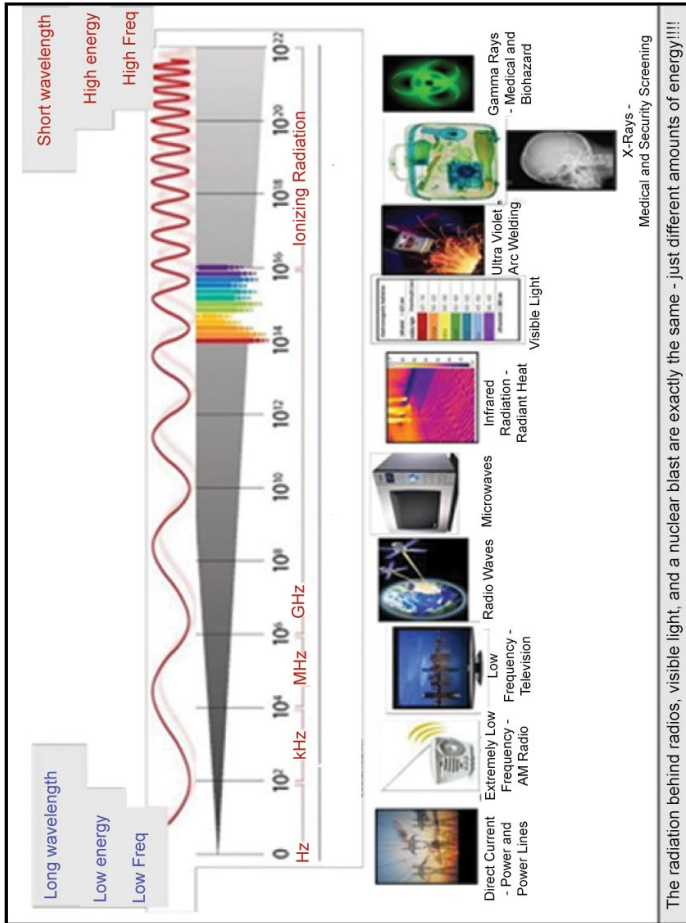 Long wavelength
Low energy
Low Freq
Short wavelength
High energy
High Freq
0
10²
10⁴
10⁶
10⁸
10¹⁰
10¹²
10¹⁴
10¹⁶
10¹⁸
10²⁰
10²²
Hz
kHz
MHz
GHz
Ionizing Radiation
Direct Current
- Power and
Power Lines
Extremely Low
Frequency -
AM Radio
Low
Frequency -
Television
Radio Waves
Microwaves
Infrared
Radiation -
Radiant Heat
Visible Light
Ultra Violet -
Arc Welding
X-Rays -
Medical and Security Screening
Gamma Rays
- Medical and
Biohazard
The radiation behind radios, visible light, and a nuclear blast are exactly the same - just different amounts of energy!!!!